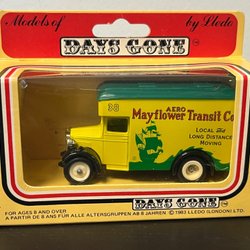 Models of by Lledo
DAYS GONE
38
AERO
Mayflower Transit Co
LOCAL and
LONG DISTANCE
MOVING
DAYS GONE
FOR AGES 8 AND OVER
A PARTIR DE 8 ANS FUR ALLE ALTERSGRUPPEN AB 8 JAHREN © 1983 LLEDO (LONDON) LTD.